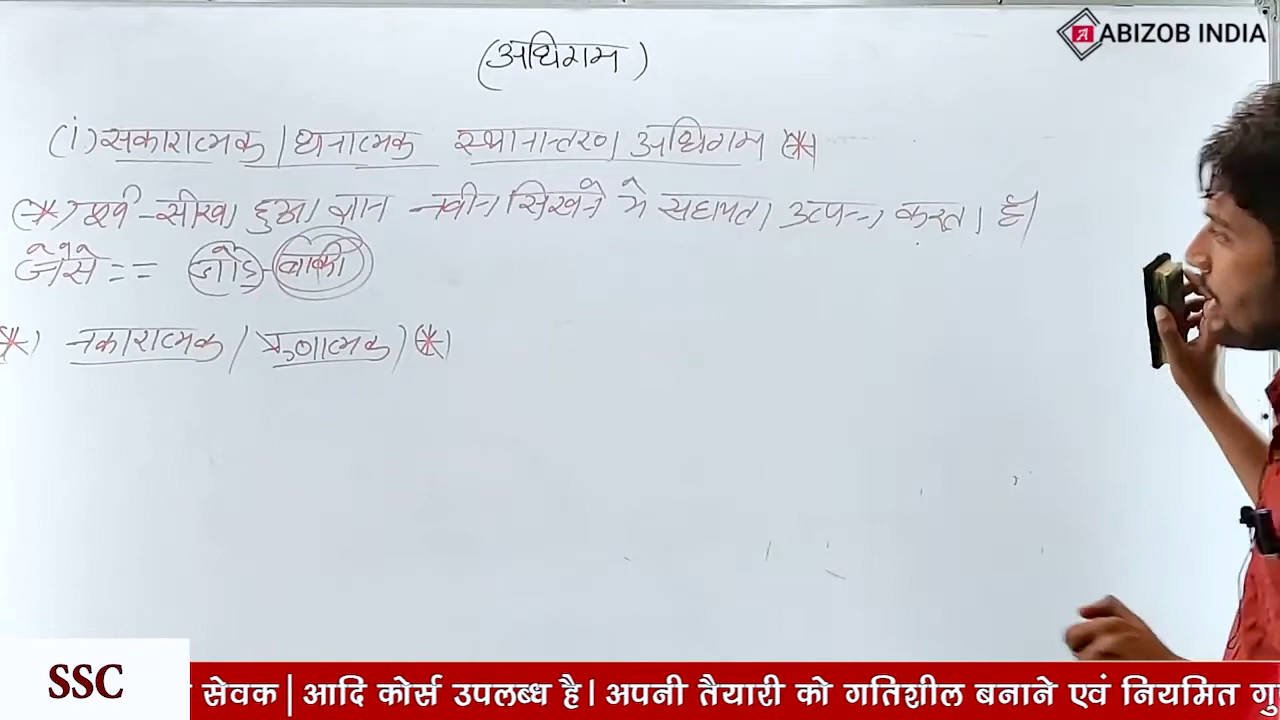 ABIZOB INDIA
(अधिगम)
(i) सकारात्मक / धनात्मक स्थानान्तरण अधिगम (*)
(*) पूर्व सीखा हुआ ज्ञान नवीन सिखने मे सहायता उत्पन्न करता है।
जैसे == जोड़ - बाकी
(*) नकारात्मक / ऋणात्मक) (*)
SSC
सेवक | आदि कोर्स उपलब्ध है। अपनी तैयारी को गतिशील बनाने एवं नियमित गु